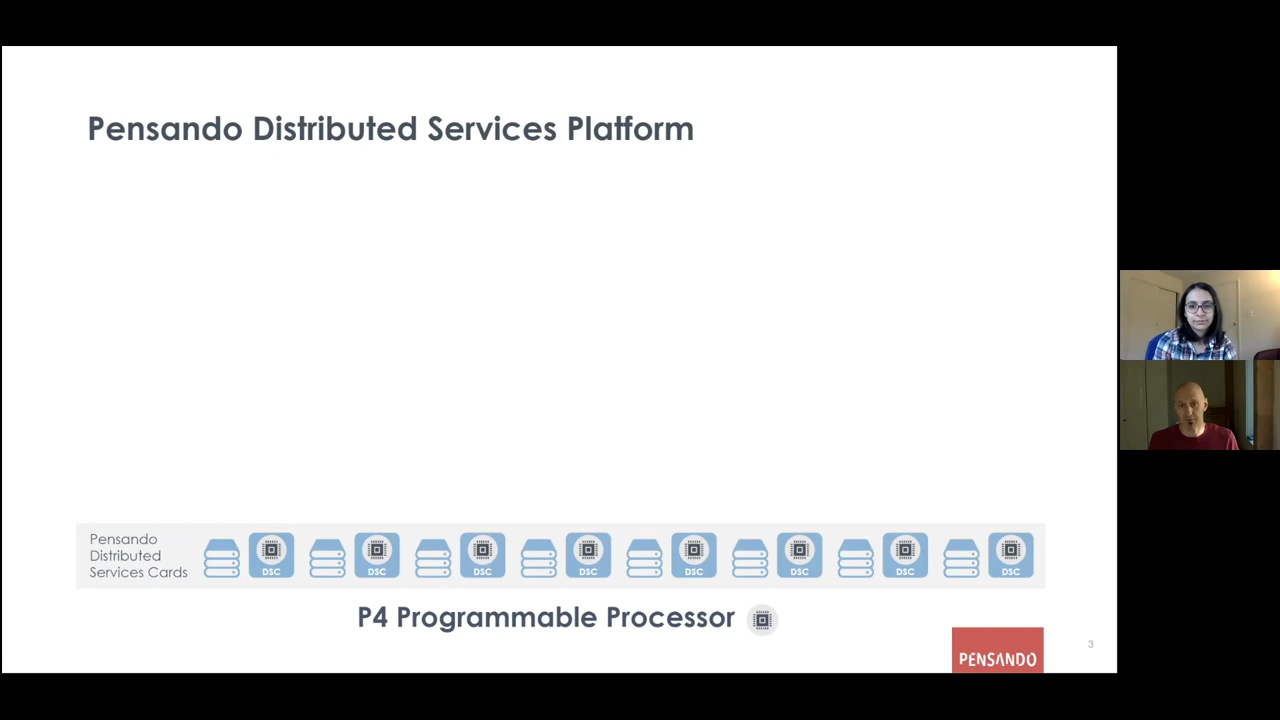 Pensando Distributed Services Platform
Pensando
Distributed
Services Cards
DSC DSC DSC DSC DSC DSC DSC DSC
P4 Programmable Processor
PENSANDO
3